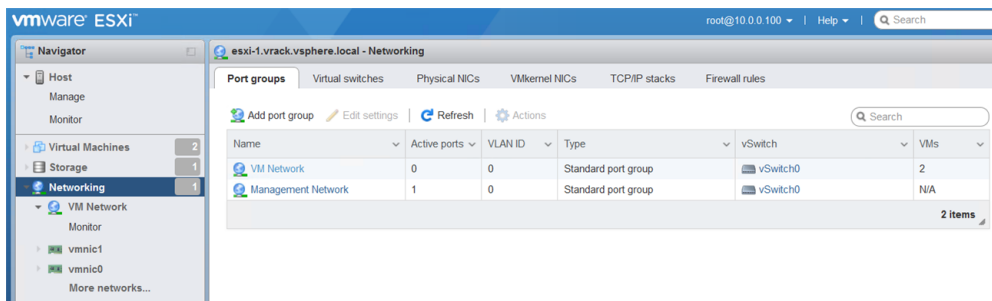 vmware ESXi™
root@10.0.0.100 | Help | Search
Navigator
Host
Manage
Monitor
Virtual Machines 2
Storage 1
Networking 1
VM Network
Monitor
vmnic1
vmnic0
More networks...
esxi-1.vrack.vsphere.local - Networking
Port groups Virtual switches Physical NICs VMkernel NICs TCP/IP stacks Firewall rules
Add port group Edit settings | Refresh | Actions Search
Name Active ports VLAN ID Type vSwitch VMs
VM Network 0 0 Standard port group vSwitch0 2
Management Network 1 0 Standard port group vSwitch0 N/A
2 items